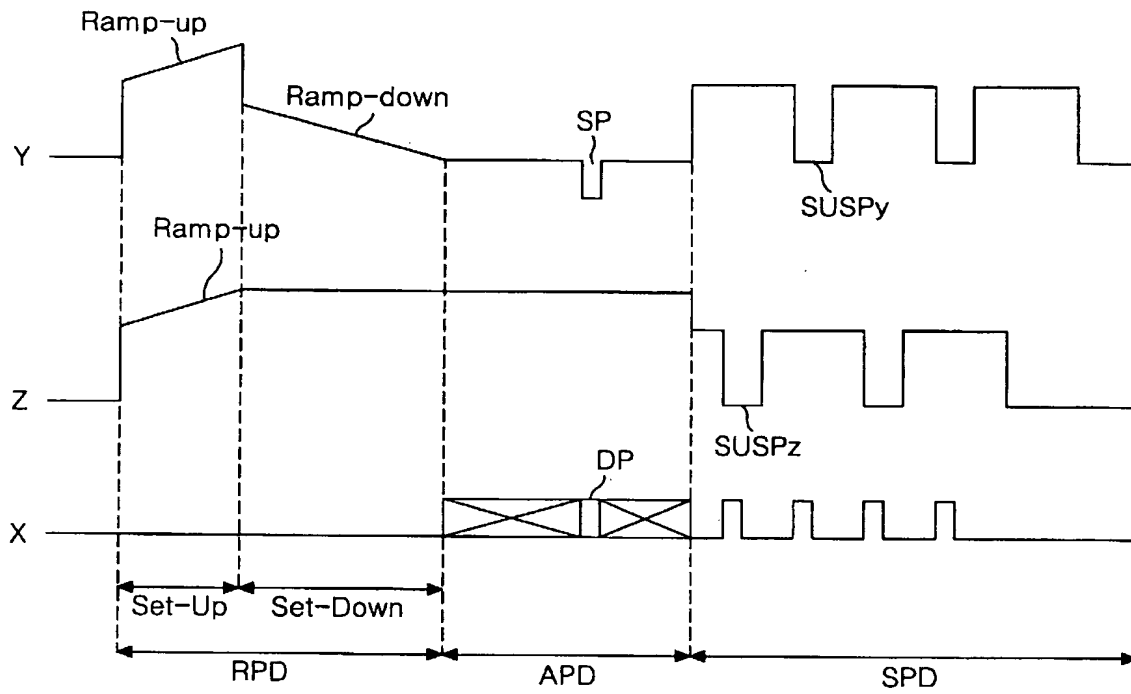 Ramp-up
Ramp-down
SP
Y
SUSPy
Ramp-up
Z
SUSPz
DP
X
Set-Up
Set-Down
RPD
APD
SPD